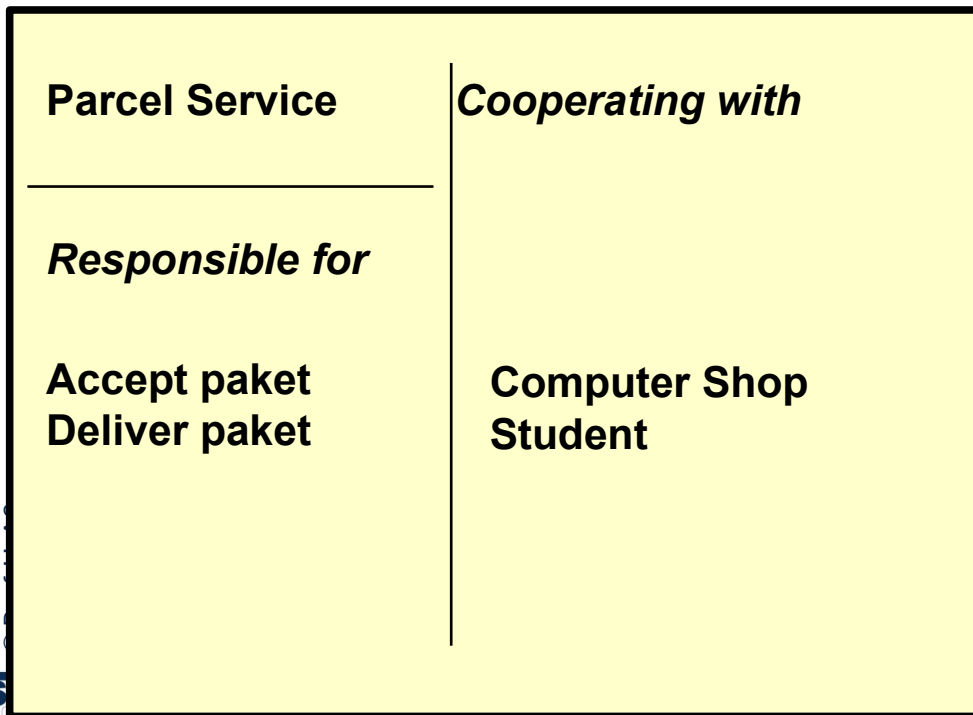 Parcel Service
Cooperating with
Responsible for
Accept paket
Deliver paket
Computer Shop
Student